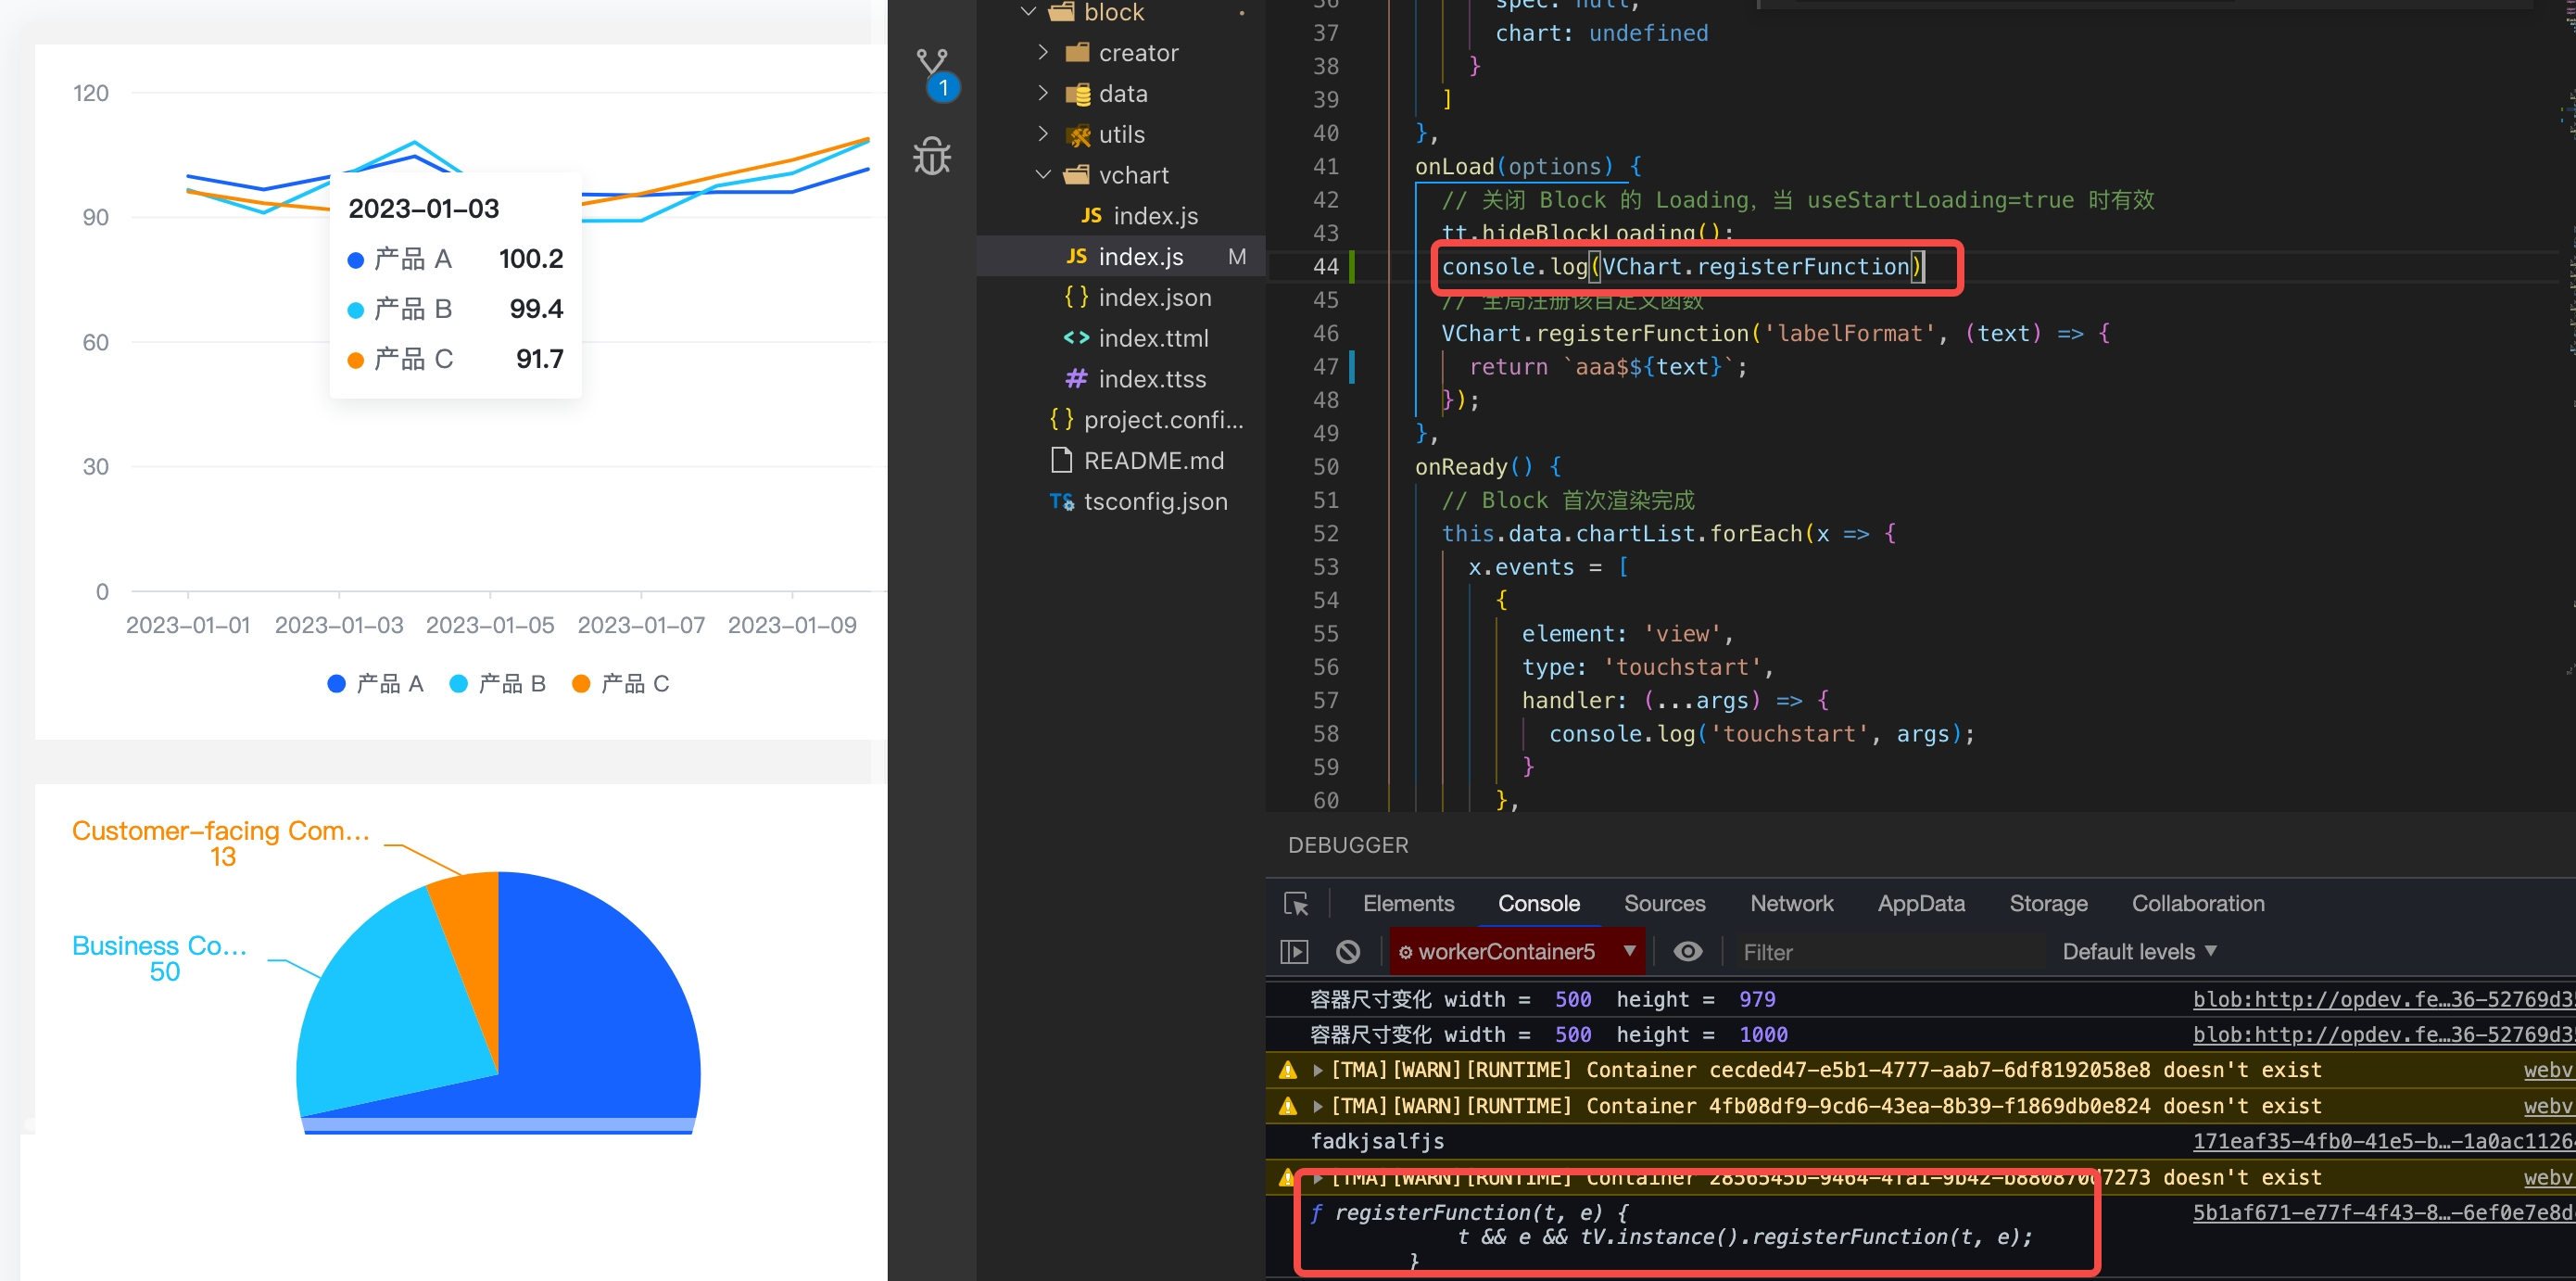 120
90
60
30
0
2023-01-03
产品 A 100.2
产品 B 99.4
产品 C 91.7
2023-01-01 2023-01-03 2023-01-05 2023-01-07 2023-01-09
产品 A 产品 B 产品 C
Customer-facing Com...
13
Business Co...
50
1
block
creator
data
utils
vchart
JS index.js
JS index.js M
{} index.json
<> index.ttml
# index.ttss
{} project.confi...
README.md
TS tsconfig.json
36 spec: null,
37 chart: undefined
38 }
39 ]
40 },
41 onLoad(options) {
42 // 关闭 Block 的 Loading，当 useStartLoading=true 时有效
43 tt.hideBlockLoading();
44 console.log(VChart.registerFunction)
45 // 全局注册该自定义函数
46 VChart.registerFunction('labelFormat', (text) => {
47 return `aaa$${text}`;
48 });
49 },
50 onReady() {
51 // Block 首次渲染完成
52 this.data.chartList.forEach(x => {
53 x.events = [
54 {
55 element: 'view',
56 type: 'touchstart',
57 handler: (...args) => {
58 console.log('touchstart', args);
59 }
60 },
DEBUGGER
Elements Console Sources Network AppData Storage Collaboration
workerContainer5 Filter Default levels
容器尺寸变化 width = 500 height = 979 blob:http://opdev.fe…36-52769d3
容器尺寸变化 width = 500 height = 1000 blob:http://opdev.fe…36-52769d3
[TMA][WARN][RUNTIME] Container cecded47-e5b1-4777-aab7-6df8192058e8 doesn't exist webv
[TMA][WARN][RUNTIME] Container 4fb08df9-9cd6-43ea-8b39-f1869db0e824 doesn't exist webv
fadkjsalfjs 171eaf35-4fb0-41e5-b…-1a0ac1126
[TMA][WARN][RUNTIME] Container 2856545b-9464-4fa1-9b42-b880870d7273 doesn't exist webv
ƒ registerFunction(t, e) { 5b1af671-e77f-4f43-8…-6ef0e7e8d
t && e && tV.instance().registerFunction(t, e);
}